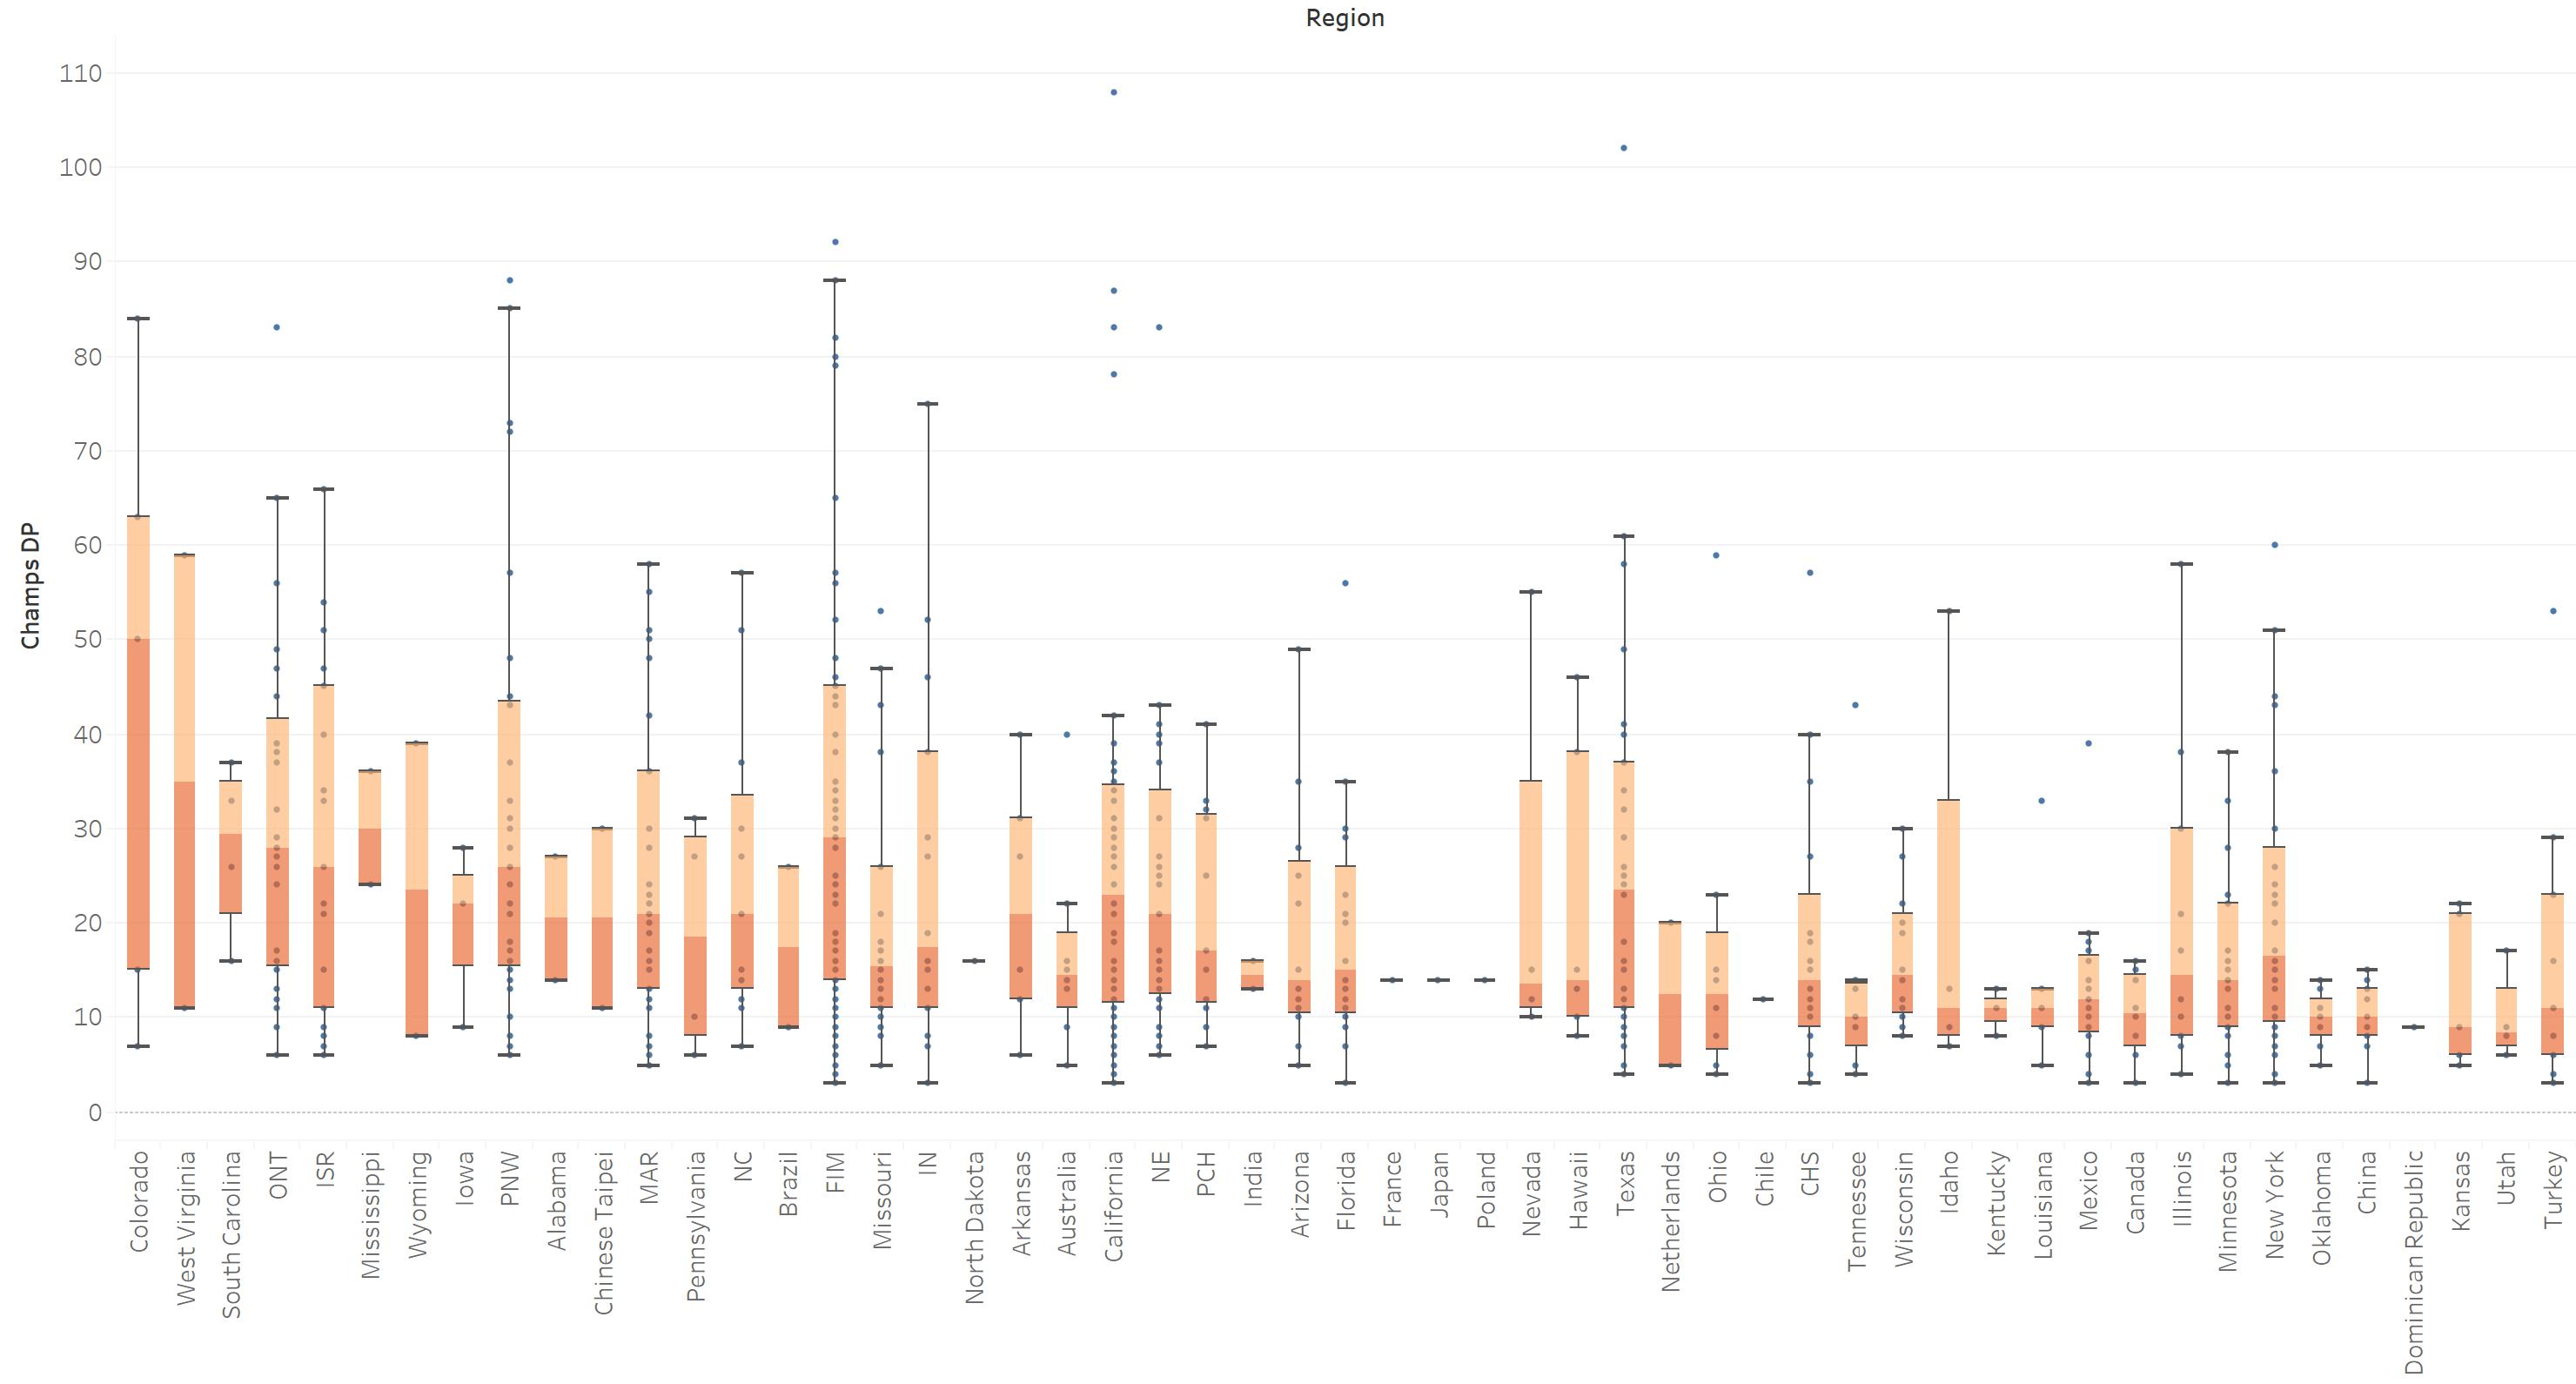 Region
110
100
90
80
70
60
50
40
30
20
10
0
Champs DP
Colorado
West Virginia
South Carolina
ONT
ISR
Mississippi
Wyoming
Iowa
PNW
Alabama
Chinese Taipei
MAR
Pennsylvania
NC
Brazil
FIM
Missouri
IN
North Dakota
Arkansas
Australia
California
NE
PCH
India
Arizona
Florida
France
Japan
Poland
Nevada
Hawaii
Texas
Netherlands
Ohio
Chile
CHS
Tennessee
Wisconsin
Idaho
Kentucky
Louisiana
Mexico
Canada
Illinois
Minnesota
New York
Oklahoma
China
Dominican Republic
Kansas
Utah
Turkey